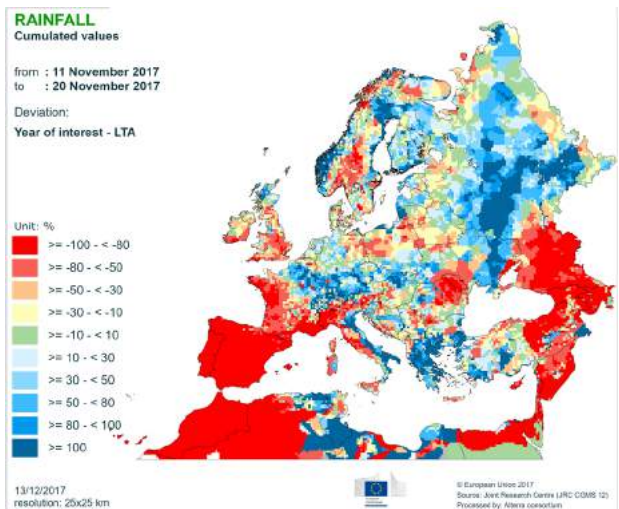 RAINFALL
Cumulated values
from : 11 November 2017
to : 20 November 2017
Deviation:
Year of interest - LTA
Unit: %
>= -100 - < -80
>= -80 - < -50
>= -50 - < -30
>= -30 - < -10
>= -10 - < 10
>= 10 - < 30
>= 30 - < 50
>= 50 - < 80
>= 80 - < 100
>= 100
13/12/2017
resolution: 25x25 km
© European Union 2017
Source: Joint Research Centre (JRC CGMS 12)
Processed by: Alterra consortium